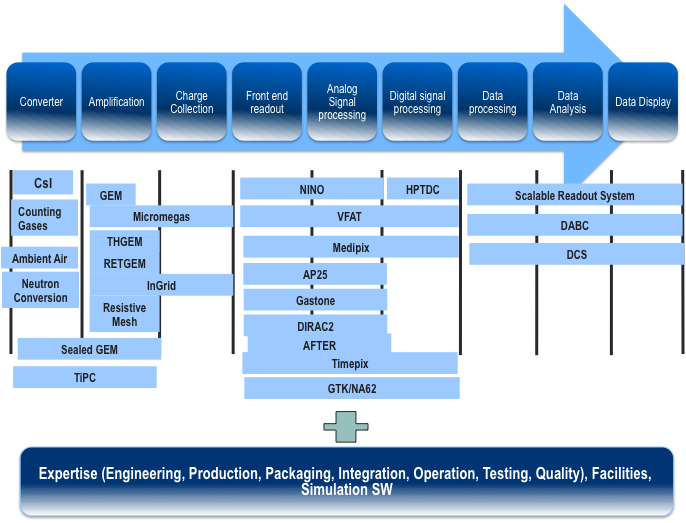 Converter
Amplification
Charge
Collection
Front end
readout
Analog
Signal
processing
Digital signal
processing
Data
processing
Data
Analysis
Data Display
CsI
Counting
Gases
Ambient Air
Neutron
Conversion
GEM
Micromegas
THGEM
RETGEM
InGrid
Resistive
Mesh
Sealed GEM
TiPC
NINO
HPTDC
VFAT
Medipix
AP25
Gastone
DIRAC2
AFTER
Timepix
GTK/NA62
Scalable Readout System
DABC
DCS
Expertise (Engineering, Production, Packaging, Integration, Operation, Testing, Quality), Facilities,
Simulation SW